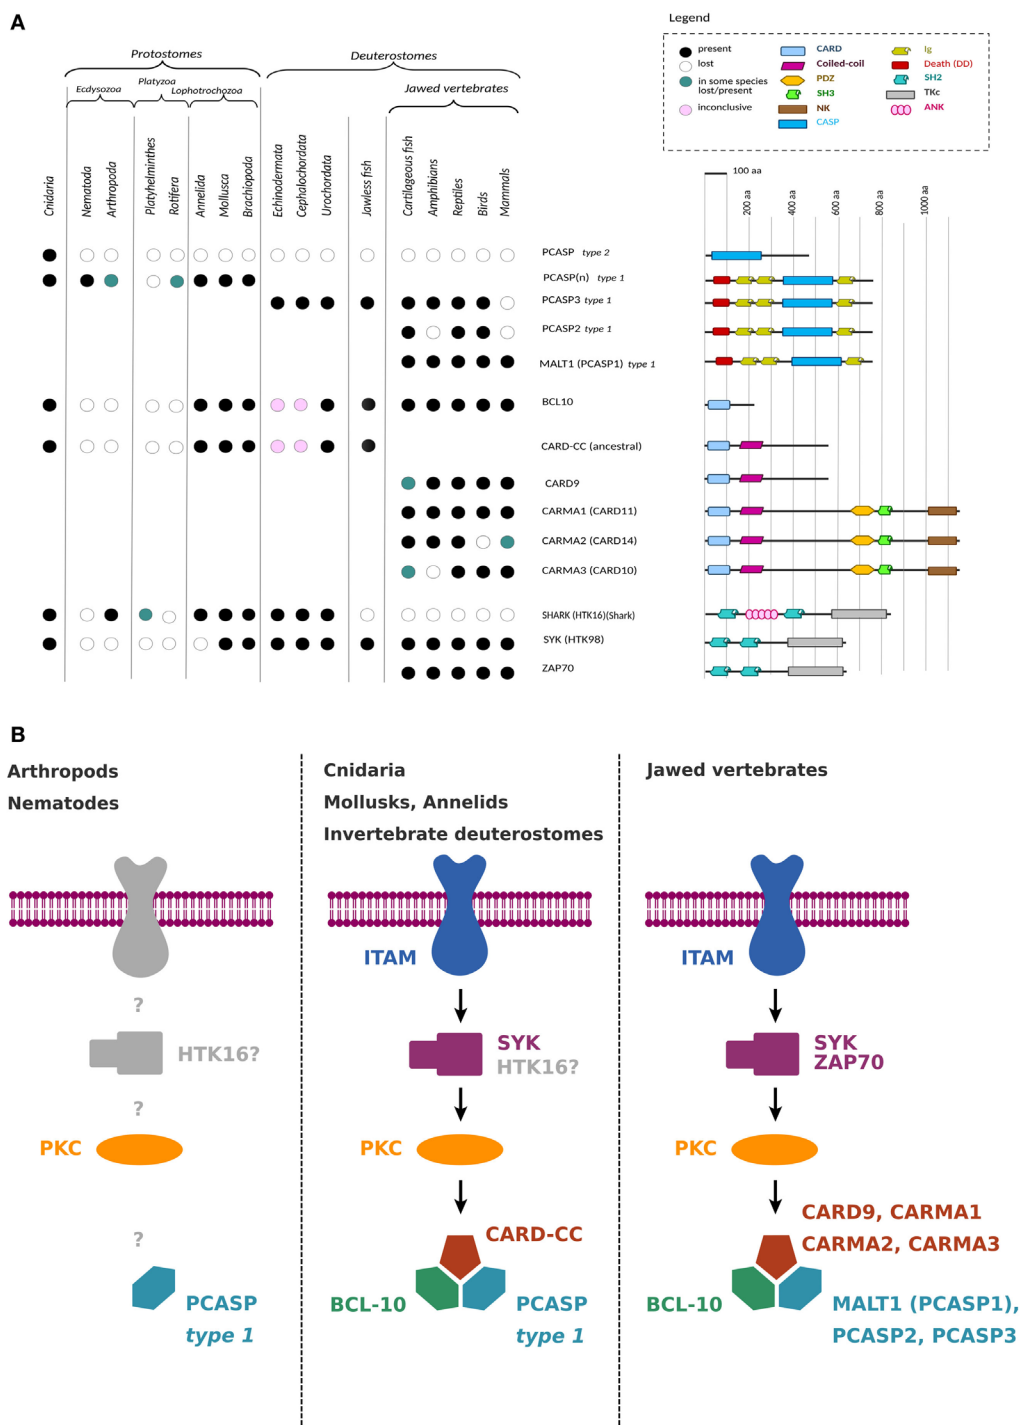 A
Legend
present
lost
in some species
lost/present
inconclusive
CARD
Coiled-coil
PDZ
SH3
NK
CASP
Ig
Death (DD)
SH2
TKc
ANK
Protostomes
Deuterostomes
Ecdysozoa
Platyzoa
Lophotrochozoa
Jawed vertebrates
Cnidaria
Nematoda
Arthropoda
Platyhelminthes
Rotifera
Annelida
Mollusca
Brachiopoda
Echinodermata
Cephalochordata
Urochordata
Jawless fish
Cartilageous fish
Amphibians
Reptiles
Birds
Mammals
100 aa
200 aa
400 aa
600 aa
800 aa
1000 aa
PCASP type 2
PCASP(n) type 1
PCASP3 type 1
PCASP2 type 1
MALT1 (PCASP1) type 1
BCL10
CARD-CC (ancestral)
CARD9
CARMA1 (CARD11)
CARMA2 (CARD14)
CARMA3 (CARD10)
SHARK (HTK16)(Shark)
SYK (HTK98)
ZAP70
B
Arthropods
Nematodes
?
HTK16?
?
PKC
?
PCASP
type 1
Cnidaria
Mollusks, Annelids
Invertebrate deuterostomes
ITAM
SYK
HTK16?
PKC
CARD-CC
BCL-10
PCASP
type 1
Jawed vertebrates
ITAM
SYK
ZAP70
PKC
CARD9, CARMA1
CARMA2, CARMA3
BCL-10
MALT1 (PCASP1),
PCASP2, PCASP3